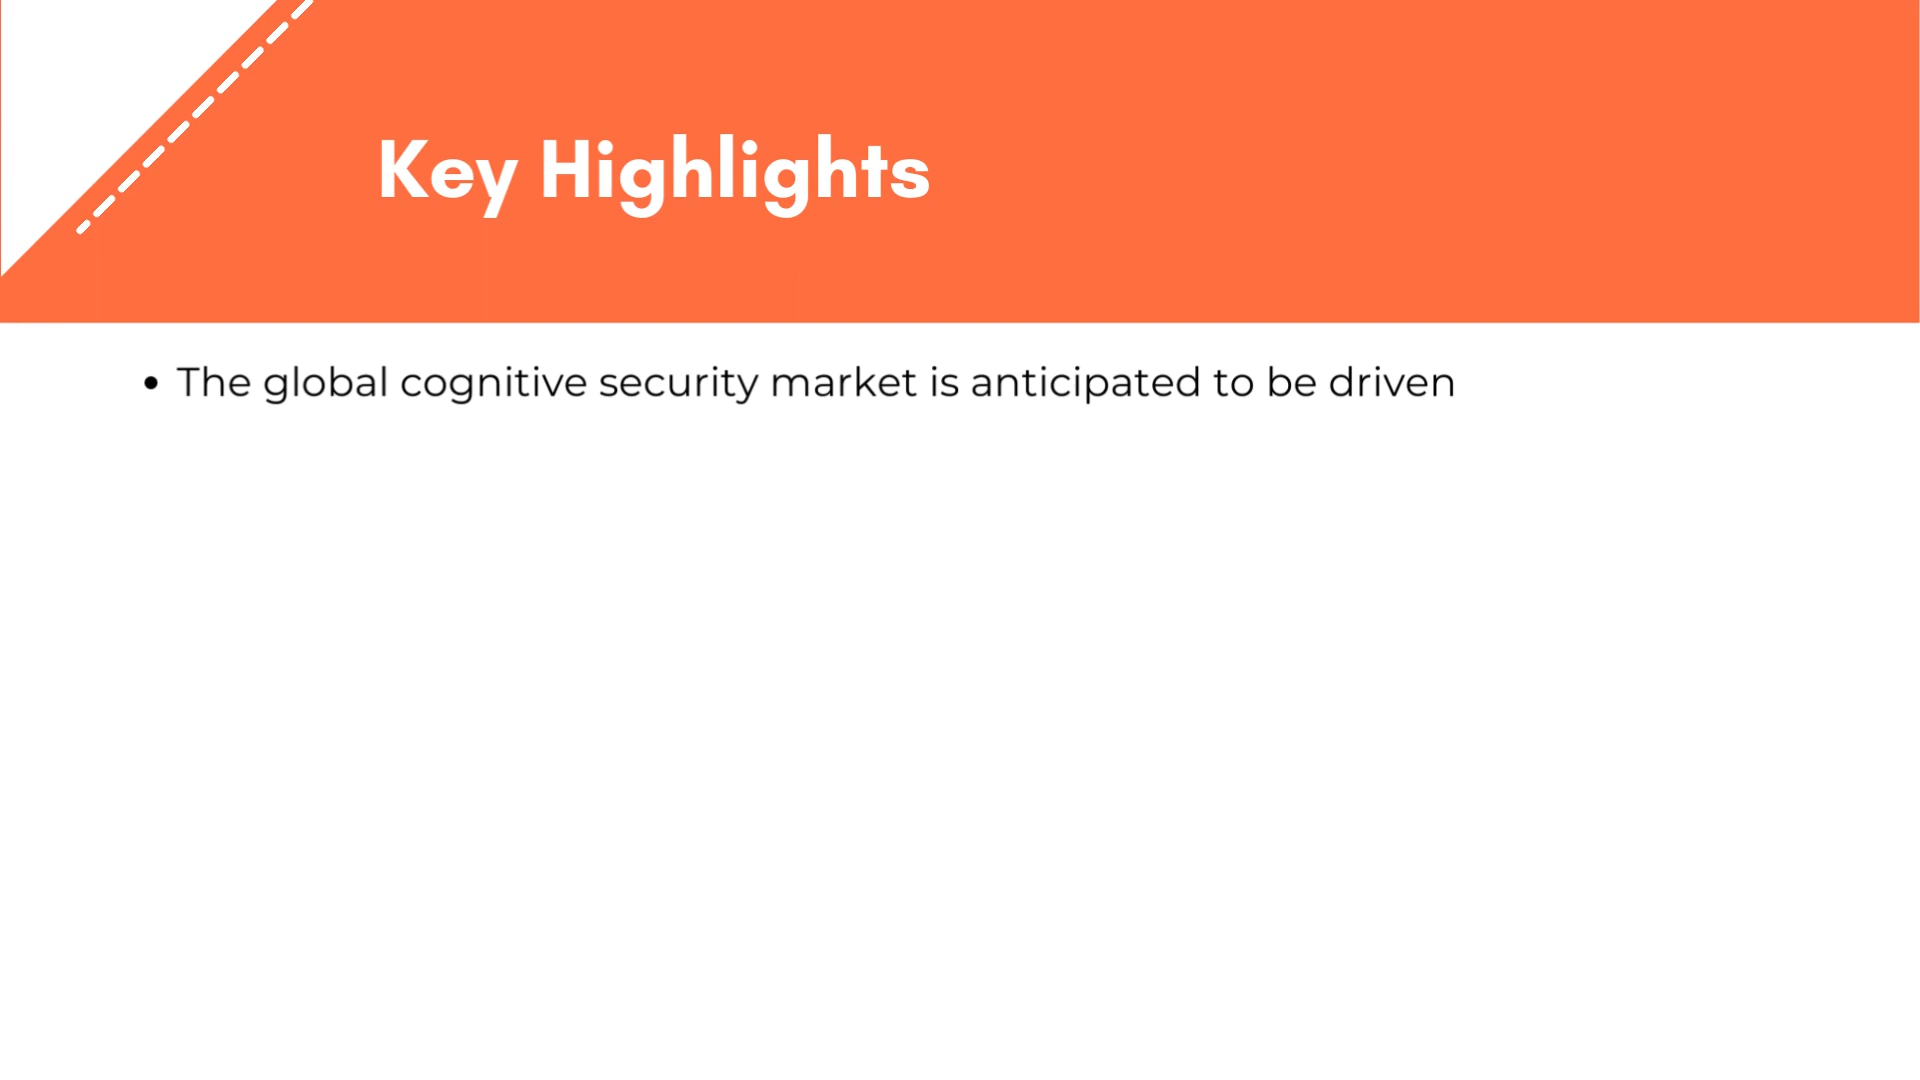 Key Highlights
• The global cognitive security market is anticipated to be driven